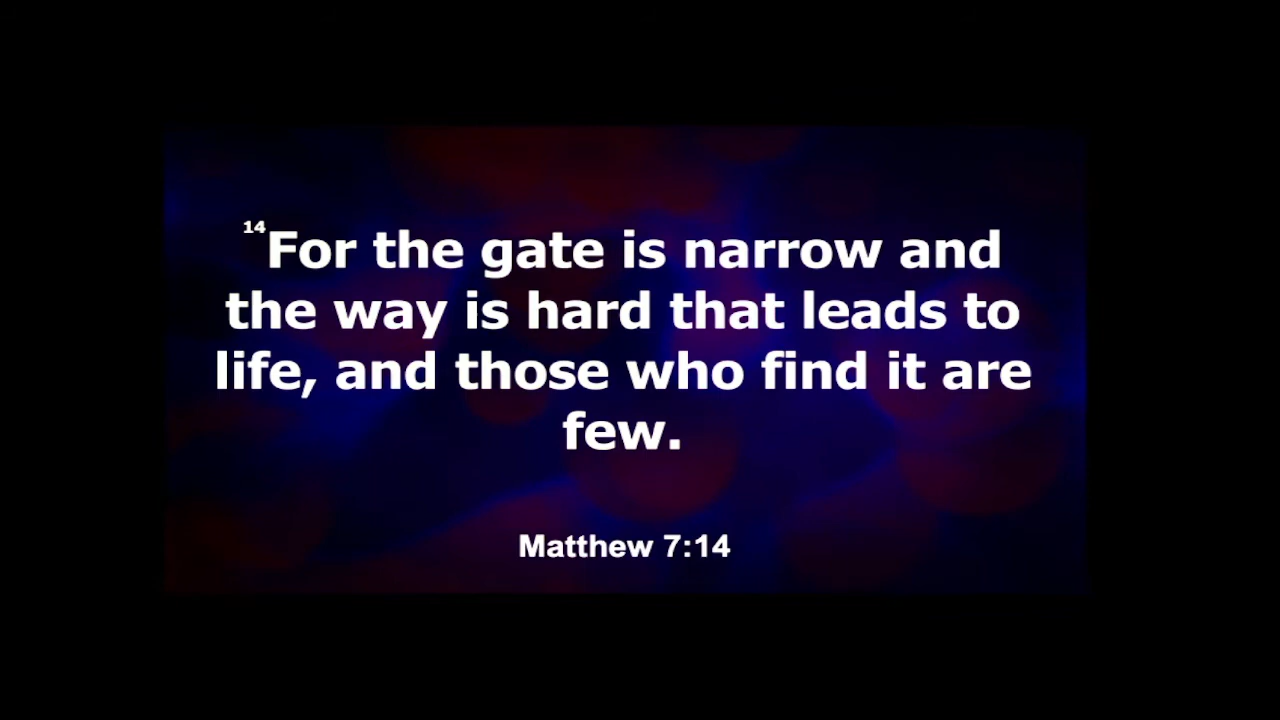 14For the gate is narrow and
the way is hard that leads to
life, and those who find it are
few.
Matthew 7:14